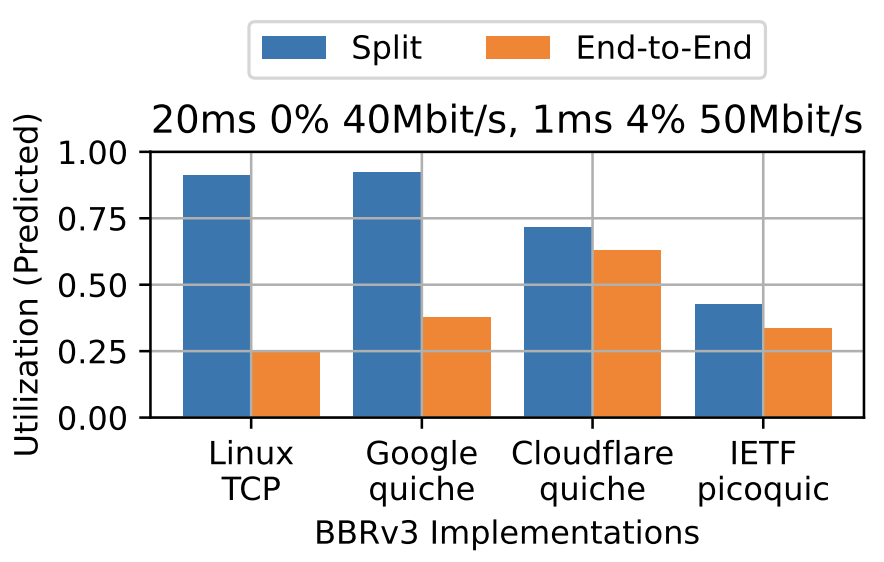 Split
End-to-End
20ms 0% 40Mbit/s, 1ms 4% 50Mbit/s
Utilization (Predicted)
1.00
0.75
0.50
0.25
0.00
Linux
TCP
Google
quiche
Cloudflare
quiche
IETF
picoquic
BBRv3 Implementations